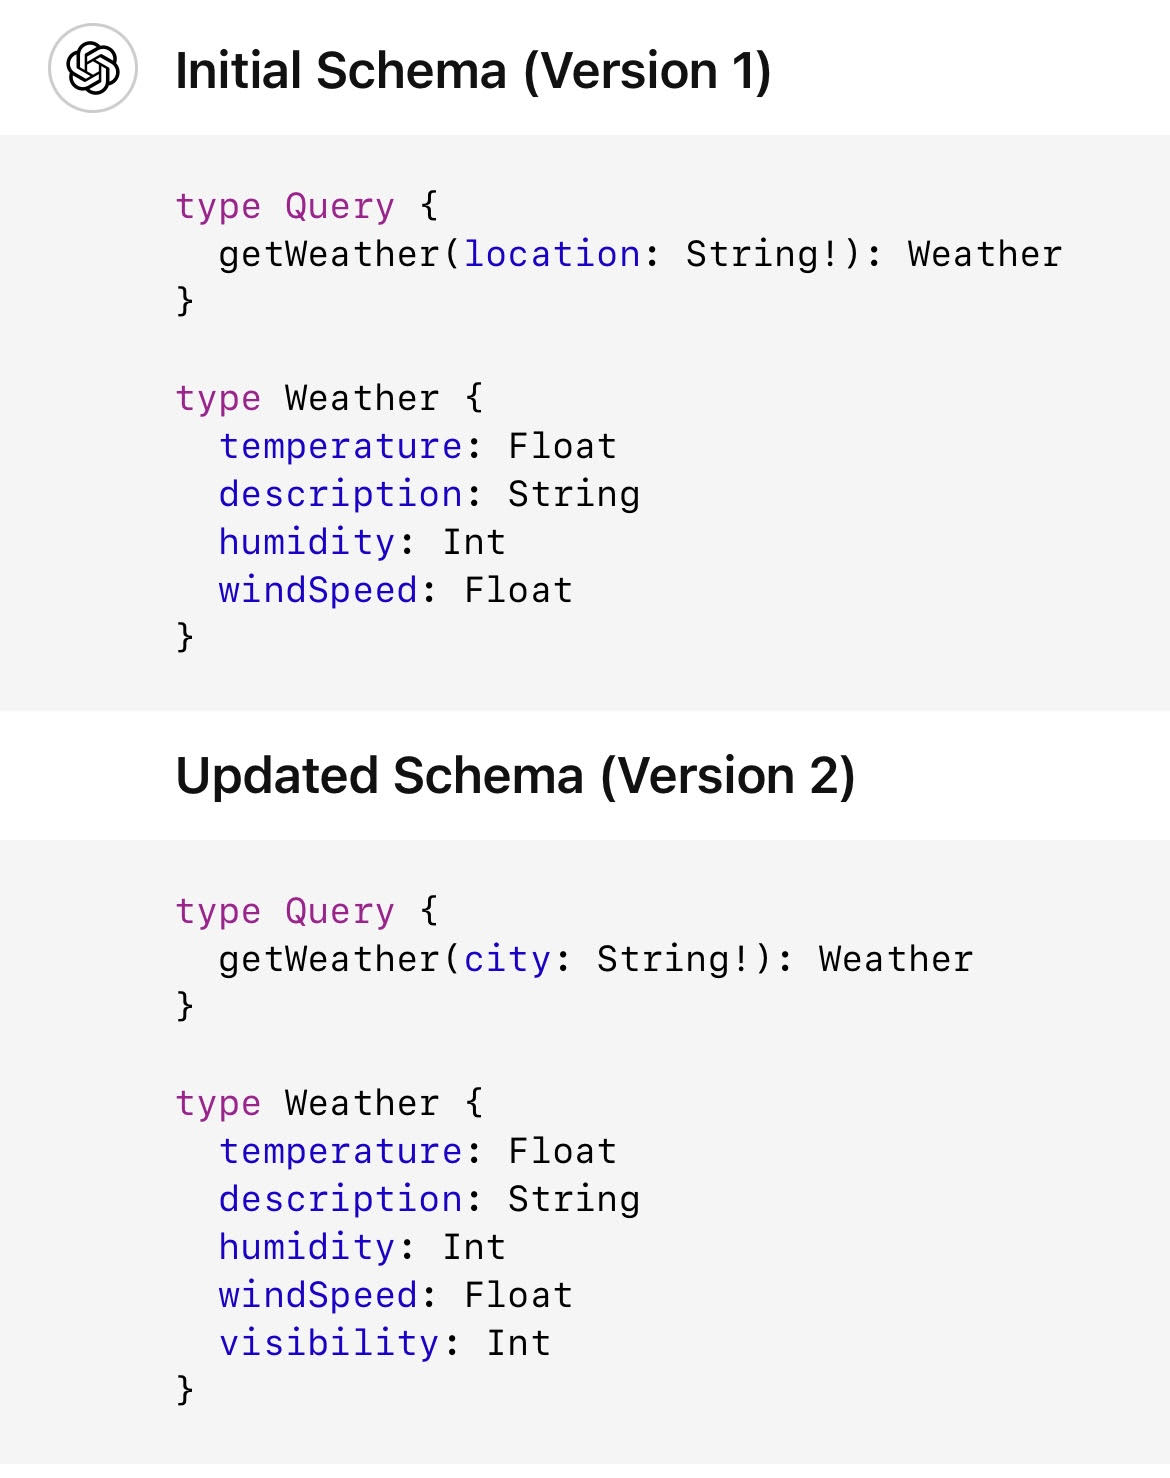 Initial Schema (Version 1)
type Query {
  getWeather(location: String!): Weather
}
type Weather {
  temperature: Float
  description: String
  humidity: Int
  windSpeed: Float
}
Updated Schema (Version 2)
type Query {
  getWeather(city: String!): Weather
}
type Weather {
  temperature: Float
  description: String
  humidity: Int
  windSpeed: Float
  visibility: Int
}